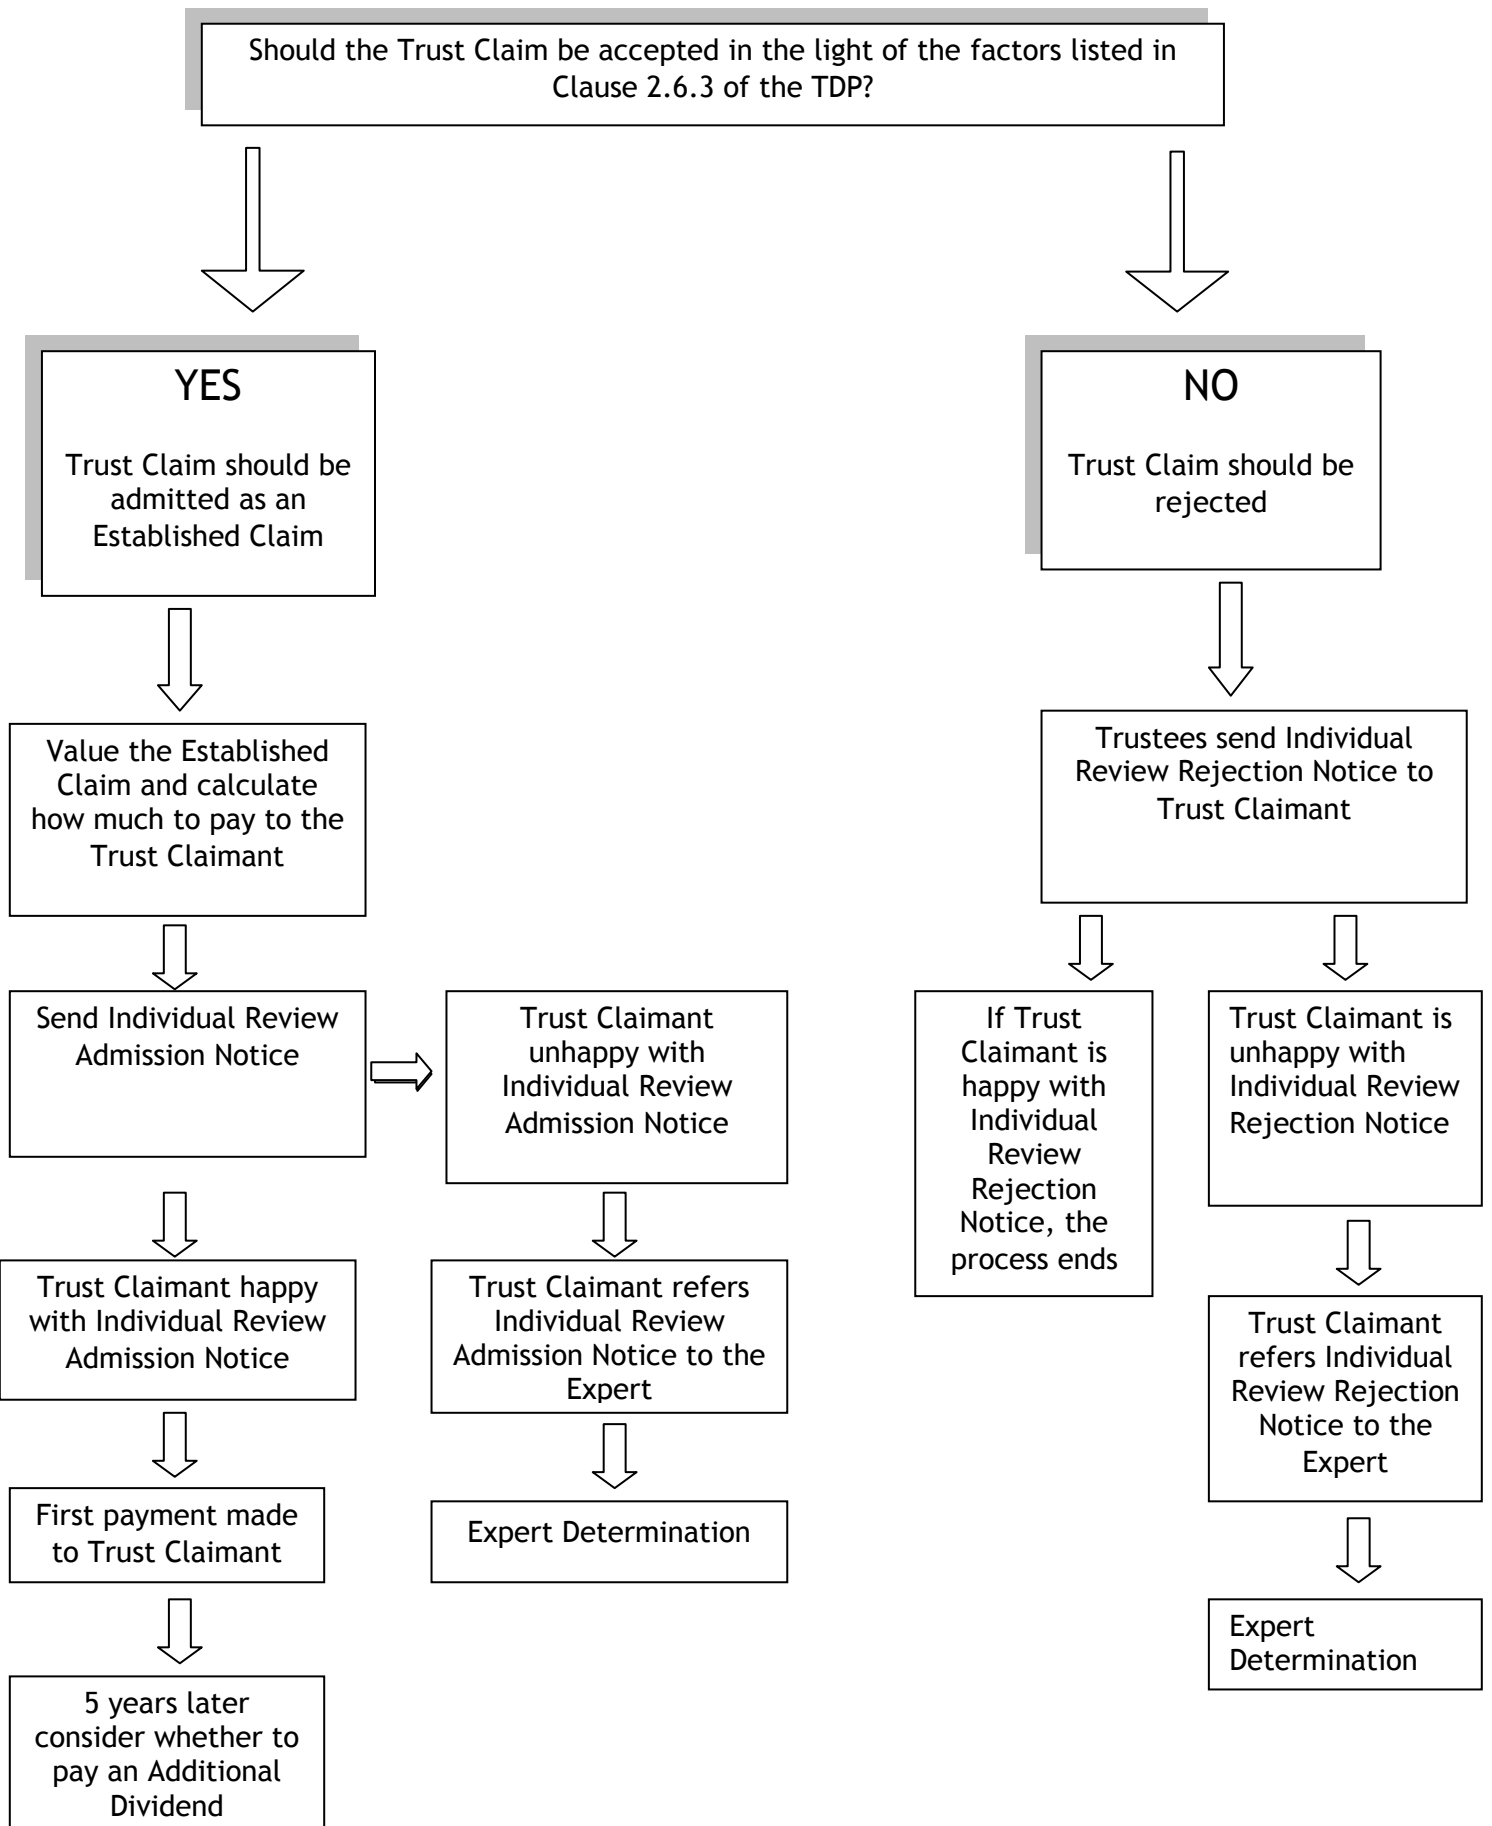 Should the Trust Claim be accepted in the light of the factors listed in
Clause 2.6.3 of the TDP?
YES
Trust Claim should be
admitted as an
Established Claim
NO
Trust Claim should be
rejected
Value the Established
Claim and calculate
how much to pay to the
Trust Claimant
Trustees send Individual
Review Rejection Notice to
Trust Claimant
Send Individual Review
Admission Notice
Trust Claimant
unhappy with
Individual Review
Admission Notice
If Trust
Claimant is
happy with
Individual
Review
Rejection
Notice, the
process ends
Trust Claimant is
unhappy with
Individual Review
Rejection Notice
Trust Claimant happy
with Individual Review
Admission Notice
Trust Claimant refers
Individual Review
Admission Notice to the
Expert
Trust Claimant
refers Individual
Review Rejection
Notice to the
Expert
First payment made
to Trust Claimant
Expert Determination
Expert
Determination
5 years later
consider whether to
pay an Additional
Dividend